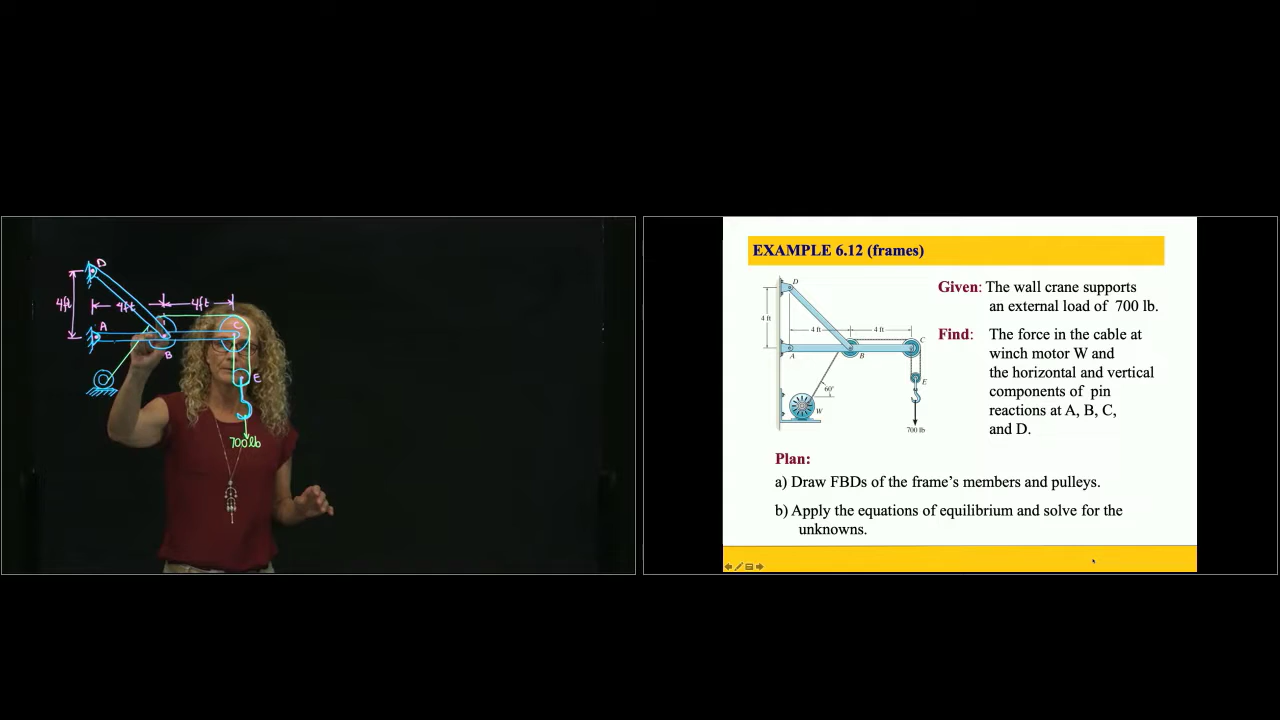 D
4ft
4ft
4ft
A
C
B
E
700lb
EXAMPLE 6.12 (frames)
D
4 ft
4 ft
4 ft
A
B
C
E
60°
W
700 lb
Given: The wall crane supports
an external load of 700 lb.
Find: The force in the cable at
winch motor W and
the horizontal and vertical
components of pin
reactions at A, B, C,
and D.
Plan:
a) Draw FBDs of the frame's members and pulleys.
b) Apply the equations of equilibrium and solve for the
unknowns.